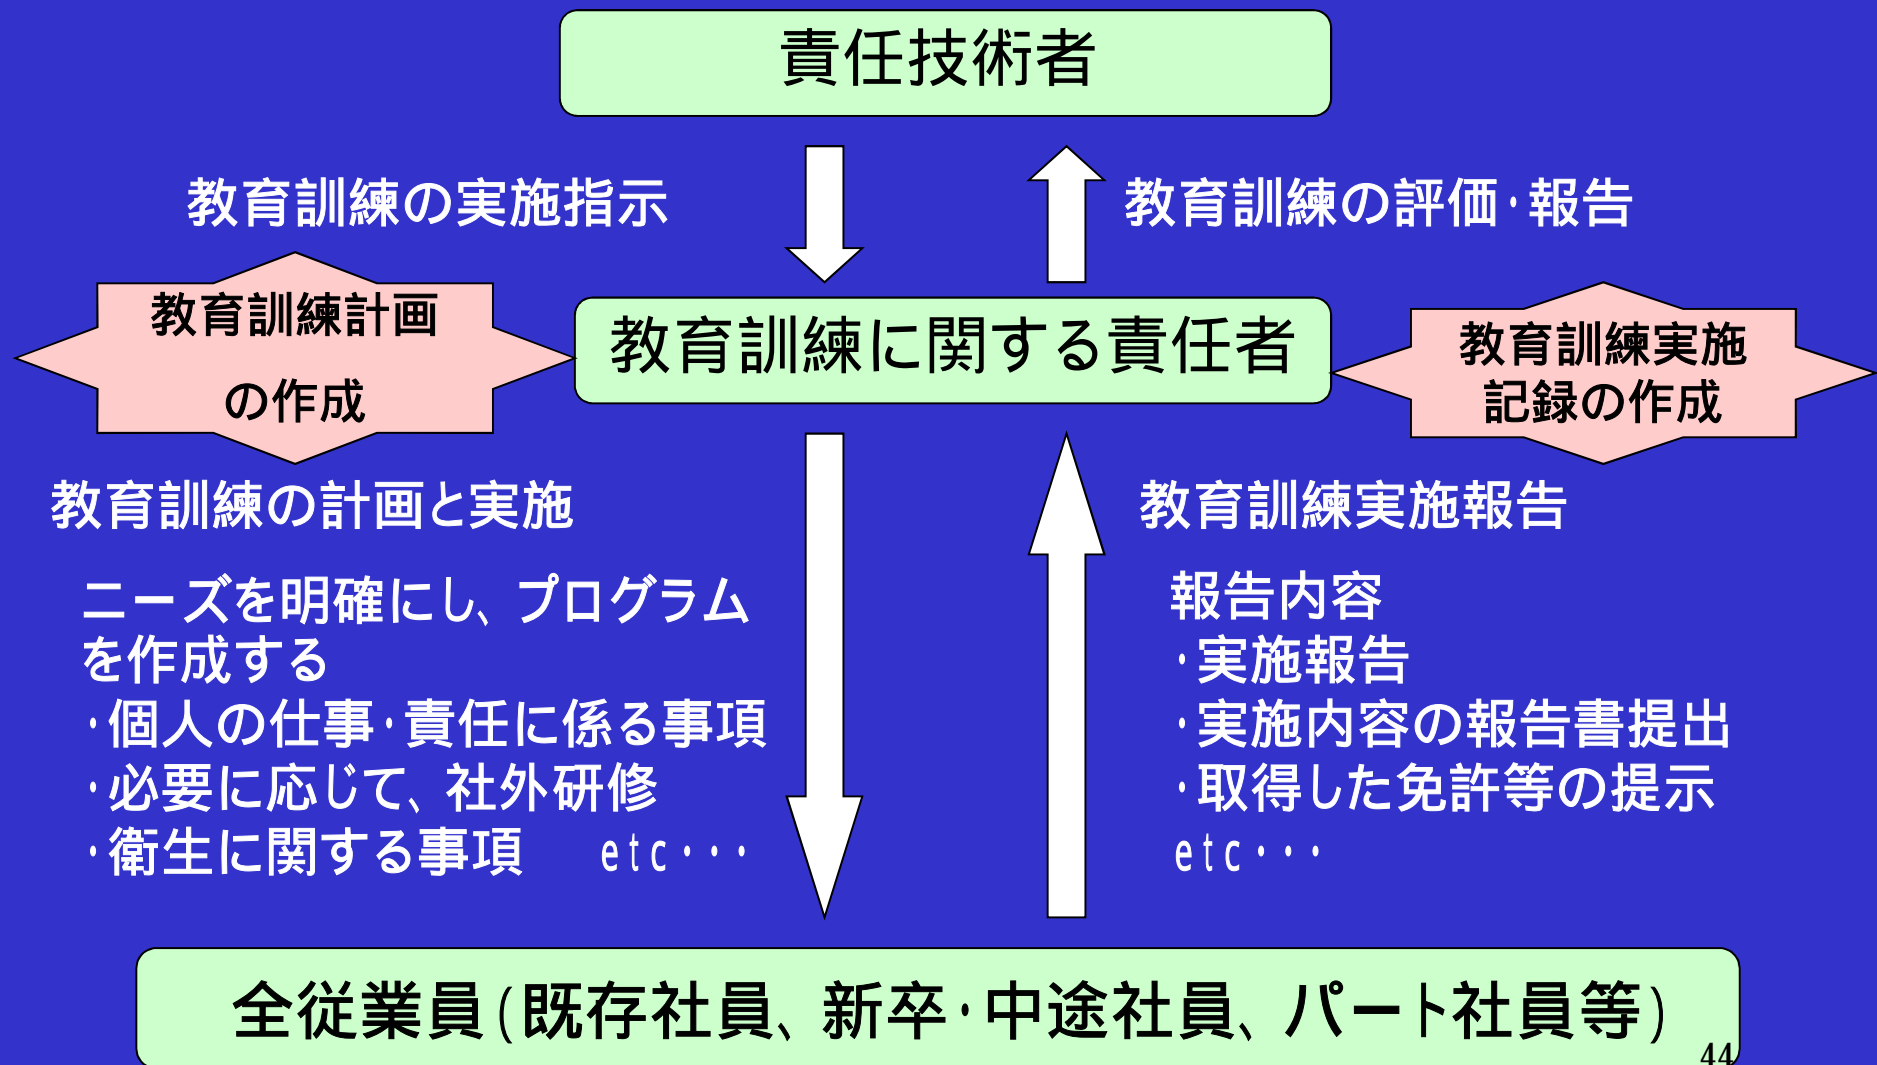 責任技術者
教育訓練の実施指示
教育訓練の評価・報告
教育訓練計画
の作成
教育訓練に関する責任者
教育訓練実施
記録の作成
教育訓練の計画と実施
ニーズを明確にし、プログラム
を作成する
・個人の仕事・責任に係る事項
・必要に応じて、社外研修
・衛生に関する事項　etc・・・
教育訓練実施報告
報告内容
・実施報告
・実施内容の報告書提出
・取得した免許等の提示
etc・・・
全従業員(既存社員、新卒・中途社員、パート社員等)
44